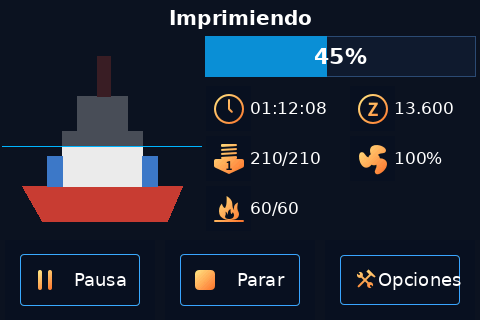 Imprimiendo
45%
01:12:08
Z
13.600
1
210/210
100%
60/60
Pausa
Parar
Opciones